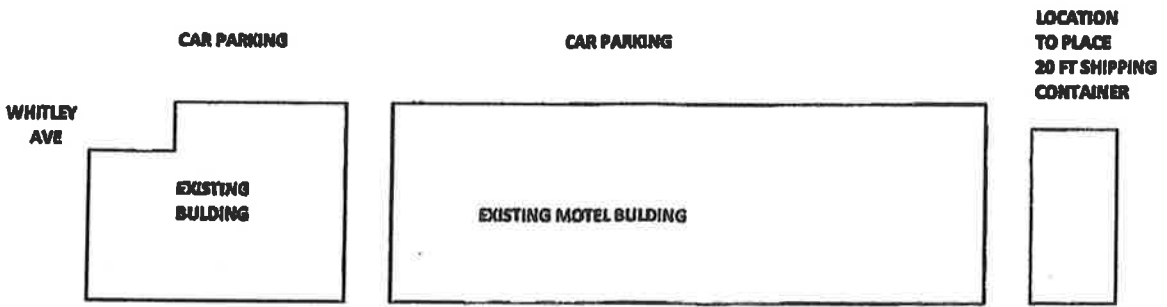 CAR PARKING
CAR PARKING
LOCATION
TO PLACE
20 FT SHIPPING
CONTAINER
WHITLEY
AVE
EXISTING
BULDING
EXISTING MOTEL BULDING